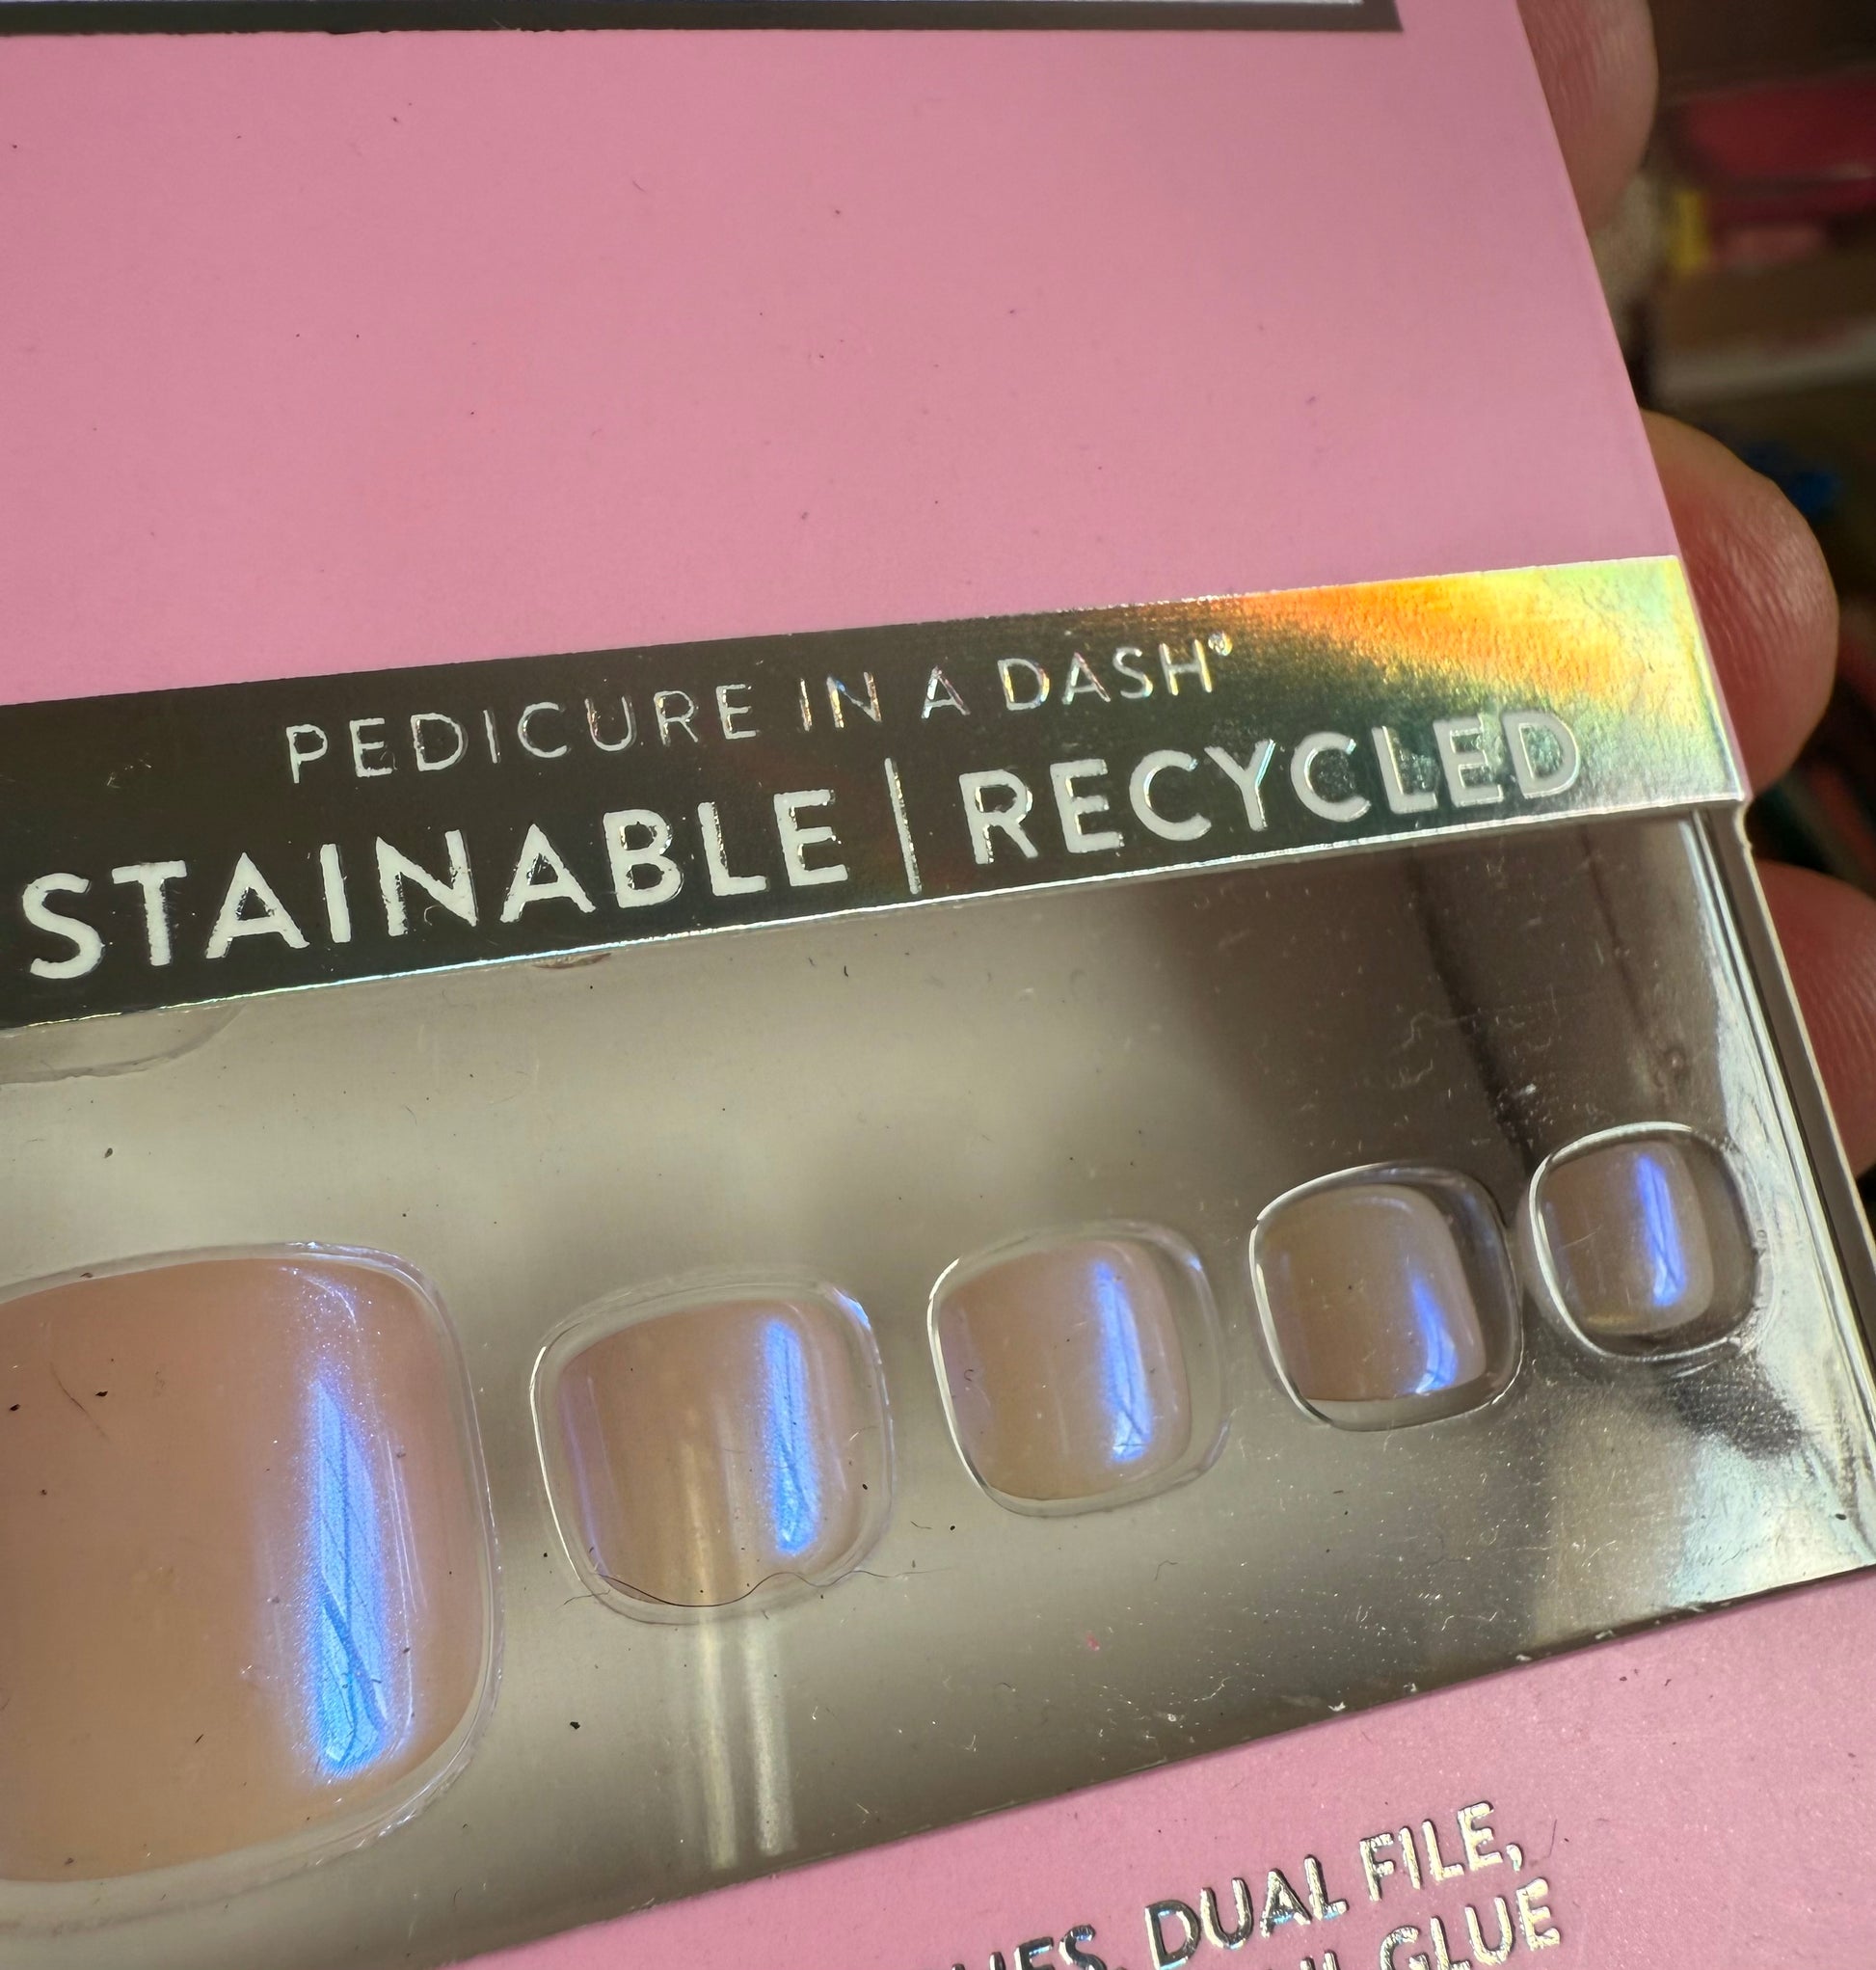 PEDICURE IN A DASH®
STAINABLE | RECYCLED
DUAL FILE,
GLUE